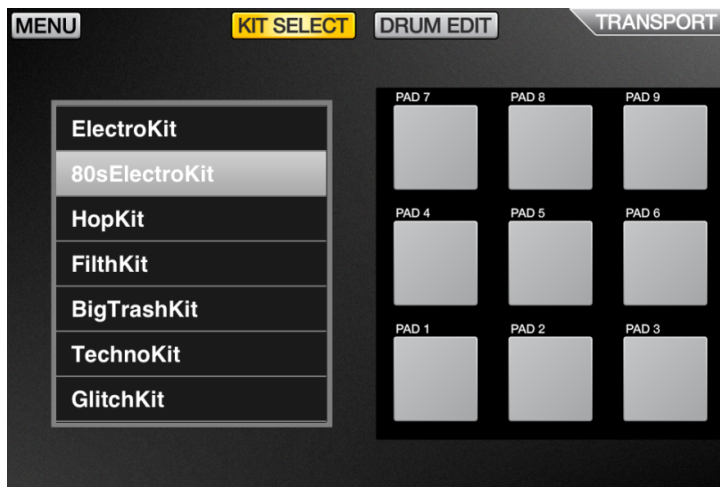 MENU KIT SELECT DRUM EDIT TRANSPORT
ElectroKit
80sElectroKit
HopKit
FilthKit
BigTrashKit
TechnoKit
GlitchKit
PAD 7 PAD 8 PAD 9
PAD 4 PAD 5 PAD 6
PAD 1 PAD 2 PAD 3